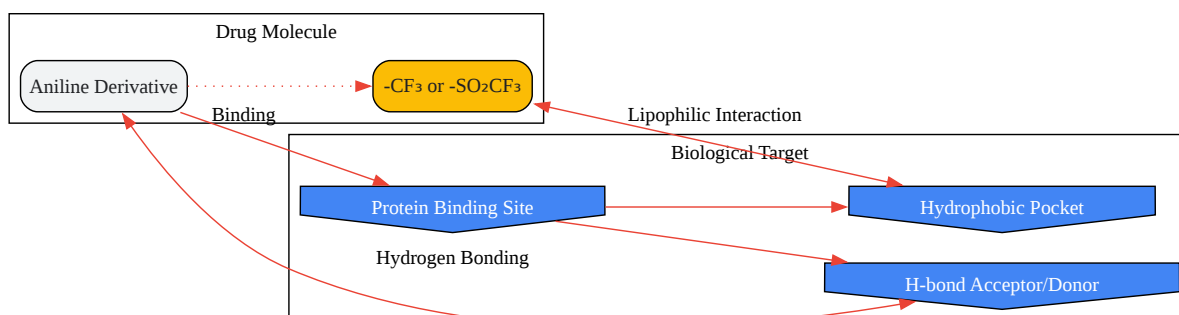 Drug Molecule
Aniline Derivative
-CF₃ or -SO₂CF₃
Binding
Lipophilic Interaction
Biological Target
Protein Binding Site
Hydrophobic Pocket
Hydrogen Bonding
H-bond Acceptor/Donor